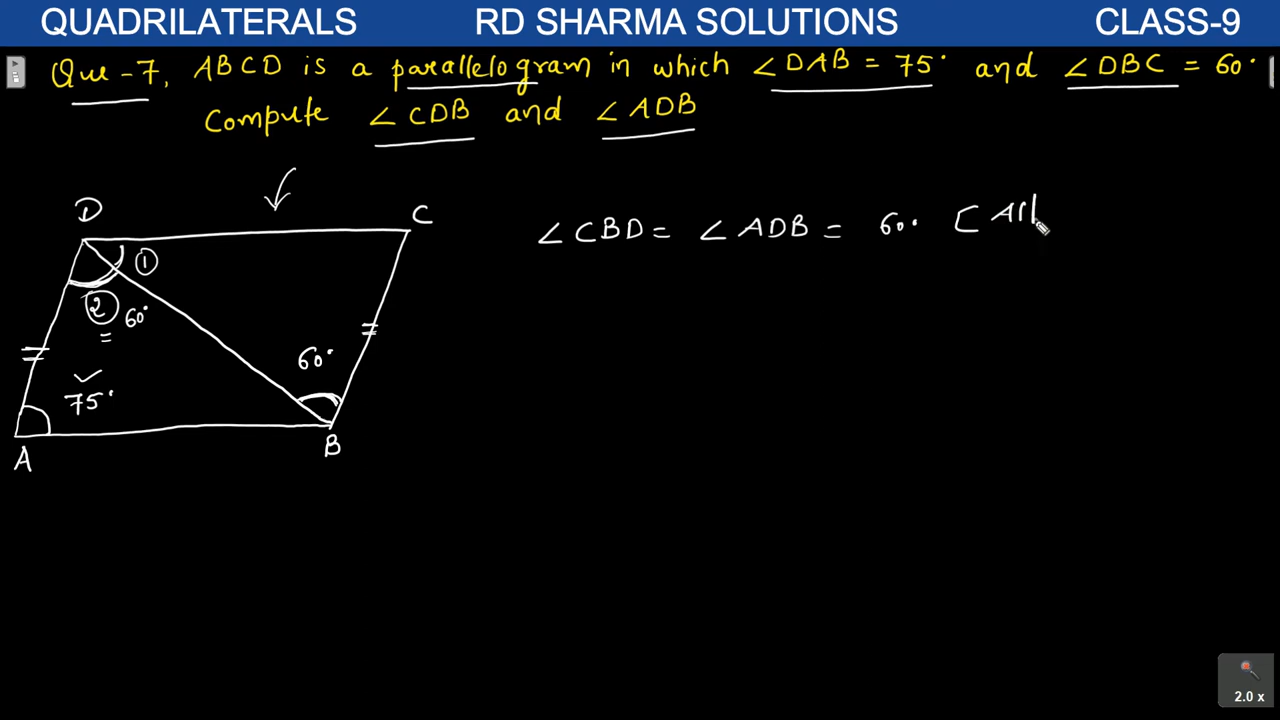 QUADRILATERALS RD SHARMA SOLUTIONS CLASS-9
Que-7, ABCD is a parallelogram in which ∠DAB = 75° and ∠DBC = 60°
Compute ∠CDB and ∠ADB
D C
∠CBD = ∠ADB = 60°
1
2 60°
60°
75°
A B
2.0 x